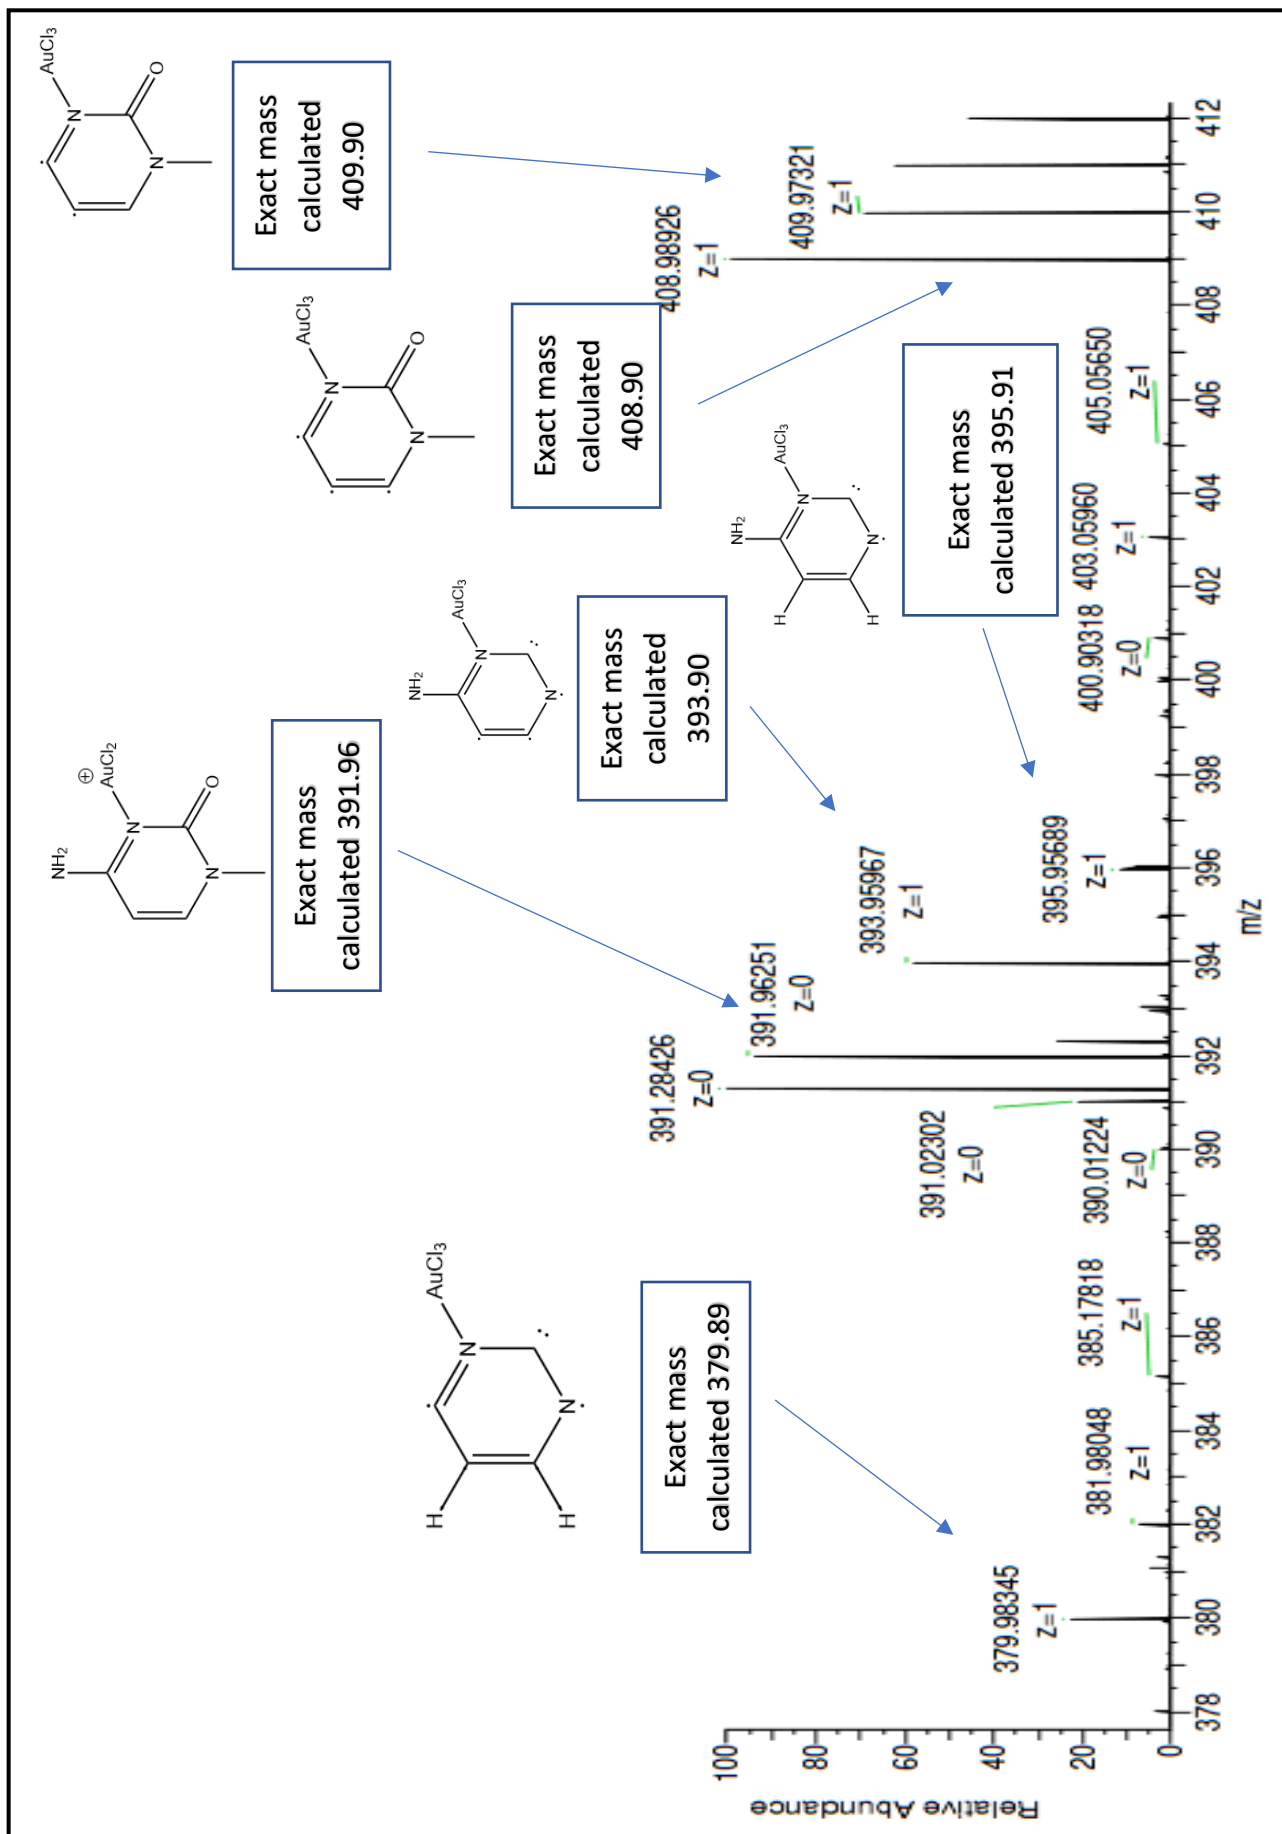 NH2
⊕
AuCl2
N
N
O
Exact mass
calculated 391.96
AuCl3
N
N
O
Exact mass
calculated
408.90
AuCl3
N
N
O
Exact mass
calculated
409.90
AuCl3
N
N
H
H
Exact mass
calculated 379.89
NH2
AuCl3
N
N
Exact mass
calculated
393.90
NH2
AuCl3
N
N
H
H
Exact mass
calculated 395.91
379.98345
Z=1
381.98048
Z=1
385.17818
Z=1
390.01224
Z=0
391.02302
Z=0
391.28426
Z=0
391.96251
Z=0
393.95967
Z=1
395.95689
Z=1
400.90318
Z=0
403.05960
Z=1
405.05650
Z=1
408.98926
Z=1
409.97321
Z=1
Relative Abundance
100
80
60
40
20
0
378 380 382 384 386 388 390 392 394 396 398 400 402 404 406 408 410 412
m/z